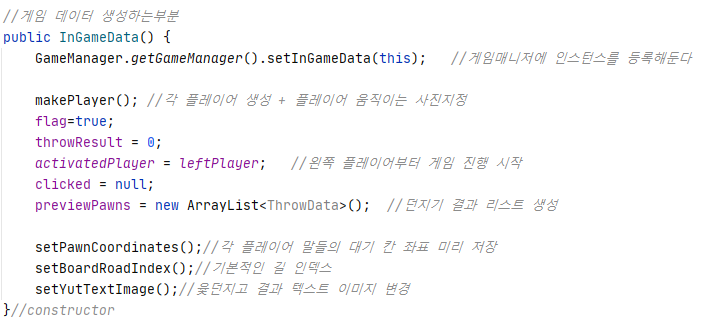 //게임 데이터 생성하는부분
public InGameData() {
GameManager.getGameManager().setInGameData(this);   //게임매니저에 인스턴스를 등록해둔다
makePlayer(); //각 플레이어 생성 + 플레이어 움직이는 사진지정
flag=true;
throwResult = 0;
activatedPlayer = leftPlayer;   //왼쪽 플레이어부터 게임 진행 시작
clicked = null;
previewPawns = new ArrayList<ThrowData>();  //던지기 결과 리스트 생성
setPawnCoordinates();//각 플레이어 말들의 대기 칸 좌표 미리 저장
setBoardRoadIndex();//기본적인 길 인덱스
setYutTextImage();//윷던지고 결과 텍스트 이미지 변경
}//constructor